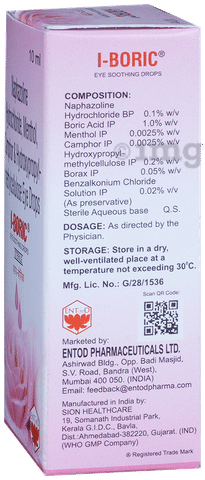 I-BORIC®
EYE SOOTHING DROPS
COMPOSITION:
Naphazoline
Hydrochloride BP 0.1% w/v
Boric Acid IP 1.0% w/v
Menthol IP 0.0025% w/v
Camphor IP 0.0025% w/v
Hydroxypropyl-
methylcellulose IP 0.2% w/v
Borax IP 0.05% w/v
Benzalkonium Chloride
Solution IP 0.02% v/v
(As preservative)
Sterile Aqueous base Q.S.
DOSAGE: As directed by the
Physician.
STORAGE: Store in a dry,
well-ventilated place at a
temperature not exceeding 30°C.
Mfg. Lic. No.: G/28/1536
Scan QR Code:
ENTOD
Marketed by:
ENTOD PHARMACEUTICALS LTD.
Ashirwad Bldg., Opp. Badi Masjid,
S.V. Road, Bandra (West),
Mumbai 400 050. (INDIA)
Email: feedback@entodpharma.com
Manufactured in India by:
SION HEALTHCARE
19, Somanath Industrial Park,
Kerala G.I.D.C., Bavla,
Dist.:Ahmedabad-382220, Gujarat. (IND)
(WHO GMP Company)
® Registered Trade Mark
10 ml
Eye Drops
I-BORIC®